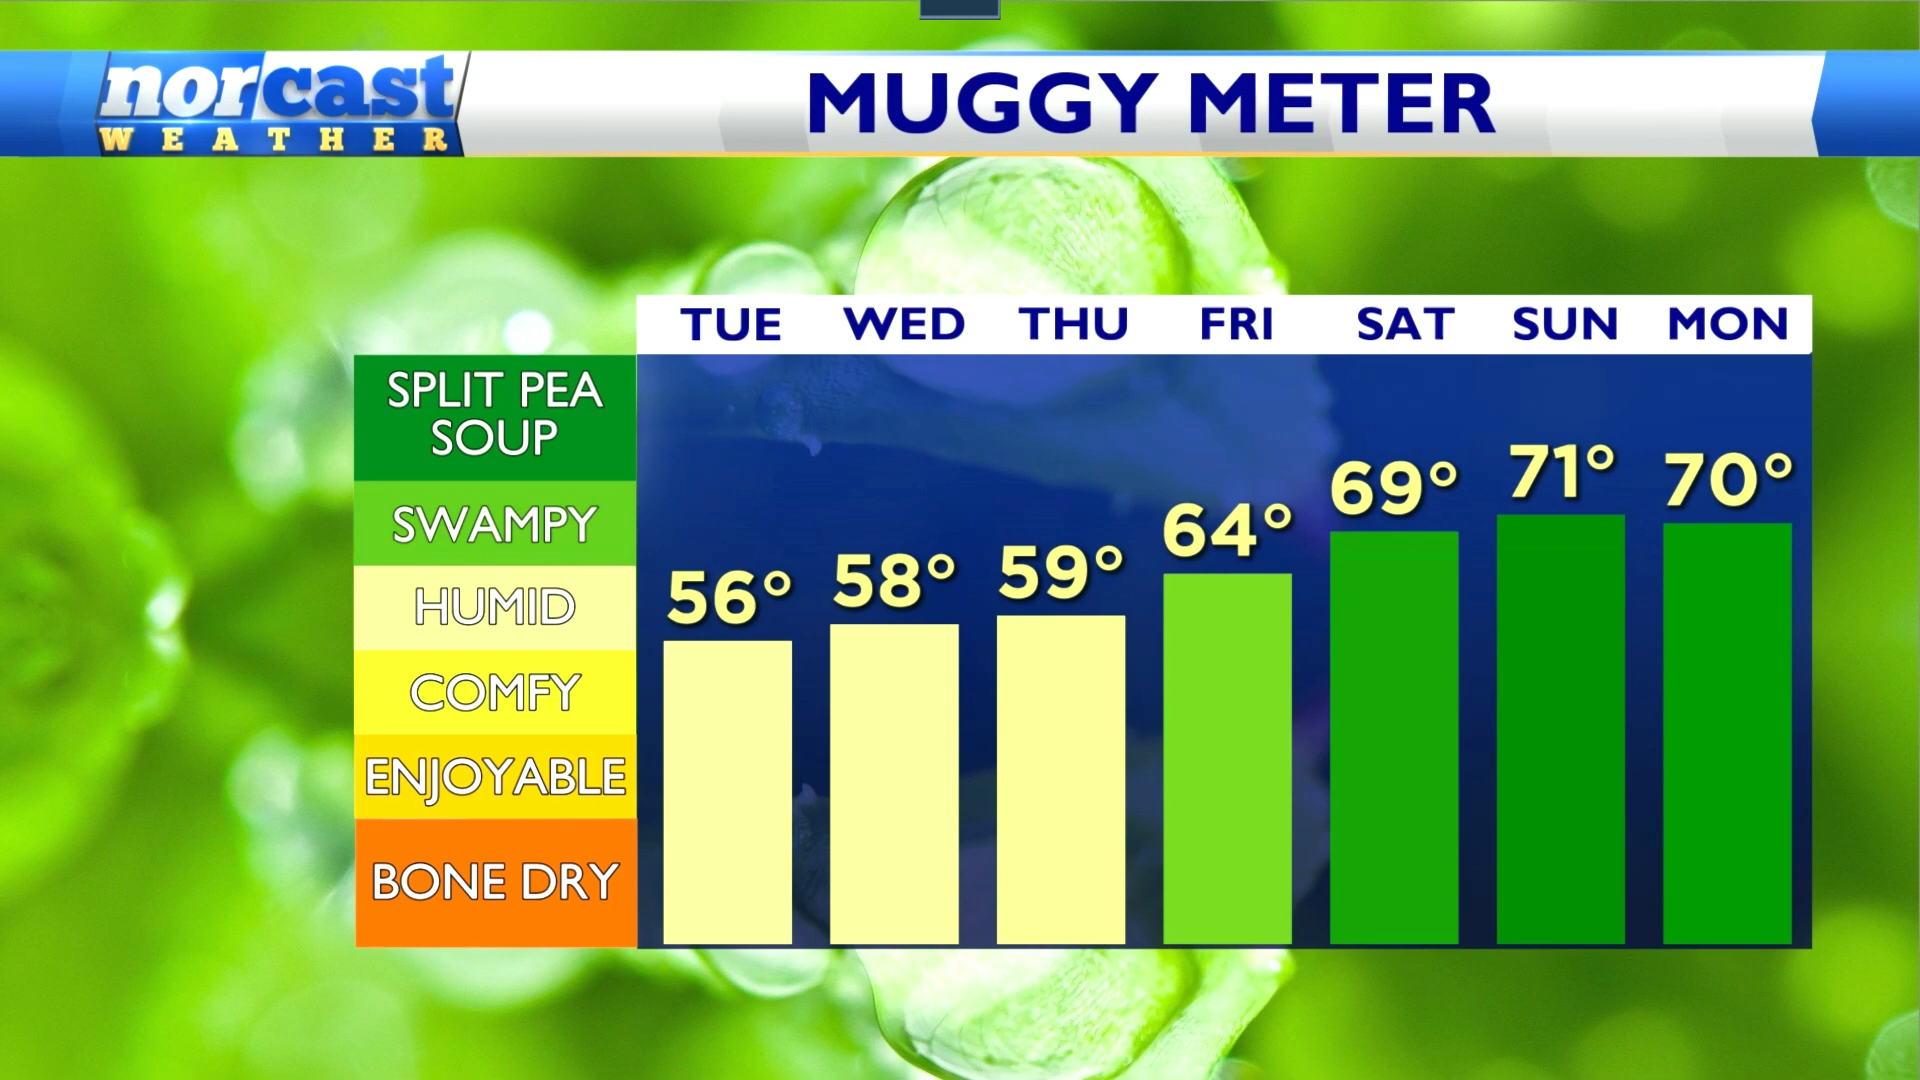 norcast
WEATHER
MUGGY METER
TUE WED THU FRI SAT SUN MON
SPLIT PEA
SOUP
SWAMPY
HUMID
COMFY
ENJOYABLE
BONE DRY
56° 58° 59° 64° 69° 71° 70°